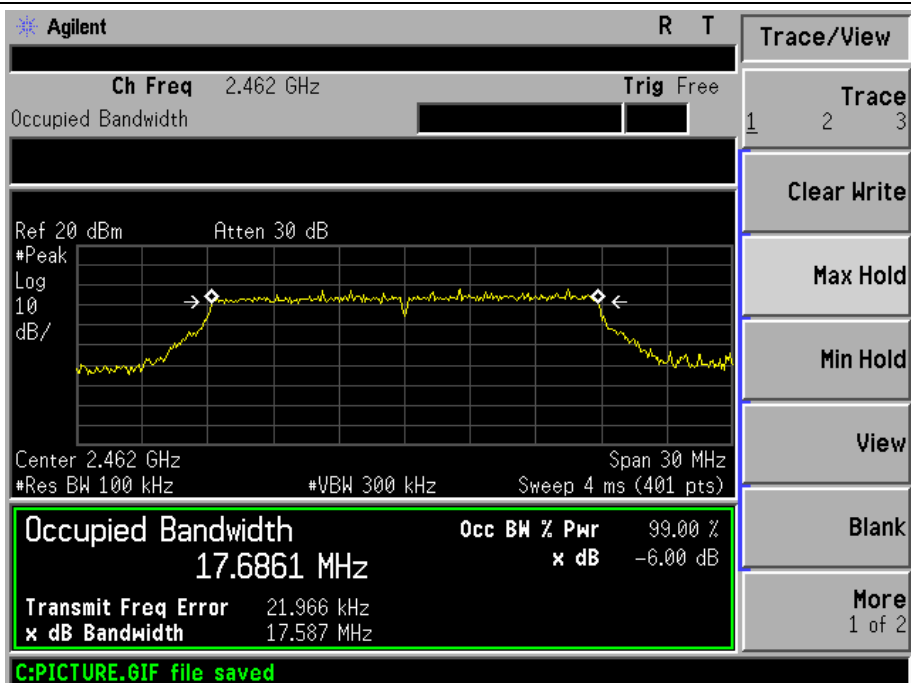 Agilent R T
Trace/View
Ch Freq 2.462 GHz Trig Free
Occupied Bandwidth
Trace
1 2 3
Clear Write
Max Hold
Min Hold
View
Blank
More
1 of 2
Ref 20 dBm Atten 30 dB
#Peak
Log
10
dB/
Center 2.462 GHz Span 30 MHz
#Res BW 100 kHz #VBW 300 kHz Sweep 4 ms (401 pts)
Occupied Bandwidth Occ BW % Pwr 99.00 %
17.6861 MHz x dB -6.00 dB
Transmit Freq Error 21.966 kHz
x dB Bandwidth 17.587 MHz
C:PICTURE.GIF file saved